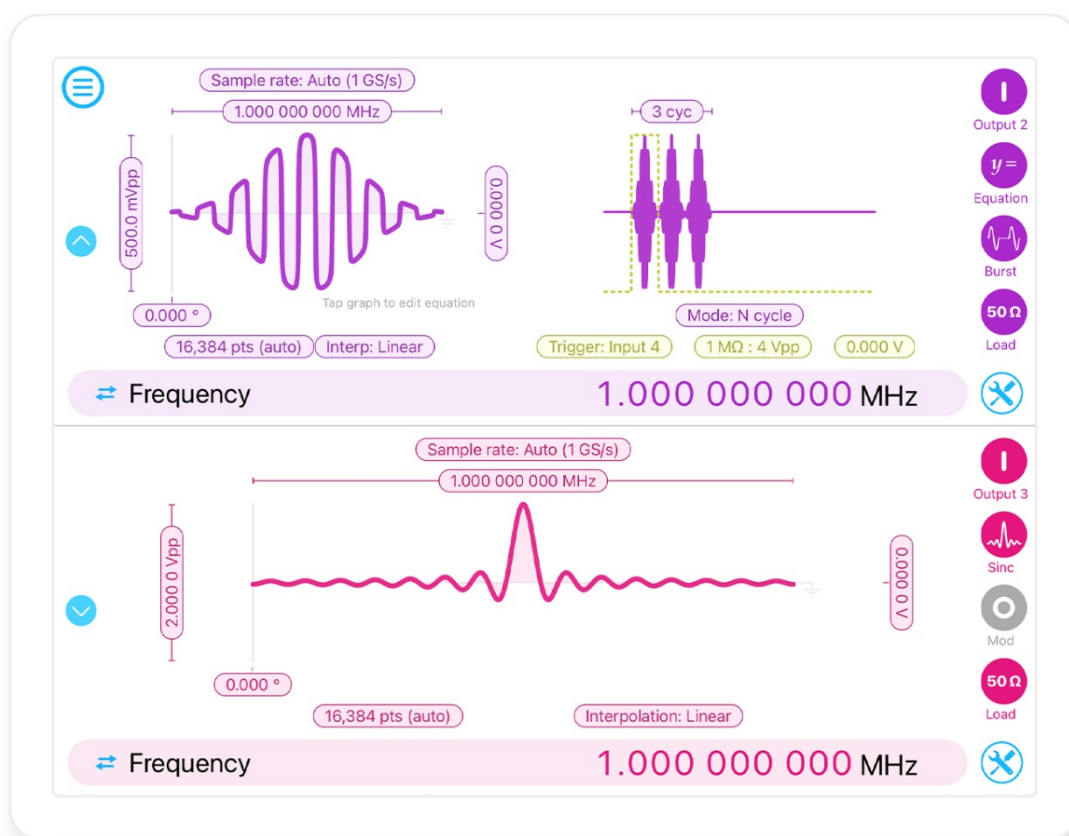 Sample rate: Auto (1 GS/s)
1.000 000 000 MHz
3 cyc
Output 2
500.0 mVpp
0.000 0 V
y=
Equation
Burst
Tap graph to edit equation
0.000 °
Mode: N cycle
50 Ω
Load
16,384 pts (auto)
Interp: Linear
Trigger: Input 4
1 MΩ : 4 Vpp
0.000 V
Frequency
1.000 000 000 MHz
Sample rate: Auto (1 GS/s)
1.000 000 000 MHz
Output 3
2.000 0 Vpp
0.000 0 V
Sinc
Mod
0.000 °
50 Ω
Load
16,384 pts (auto)
Interpolation: Linear
Frequency
1.000 000 000 MHz